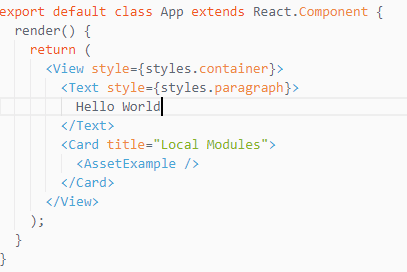 export default class App extends React.Component {
  render() {
    return (
      <View style={styles.container}>
        <Text style={styles.paragraph}>
          Hello World
        </Text>
        <Card title="Local Modules">
          <AssetExample />
        </Card>
      </View>
    );
  }
}